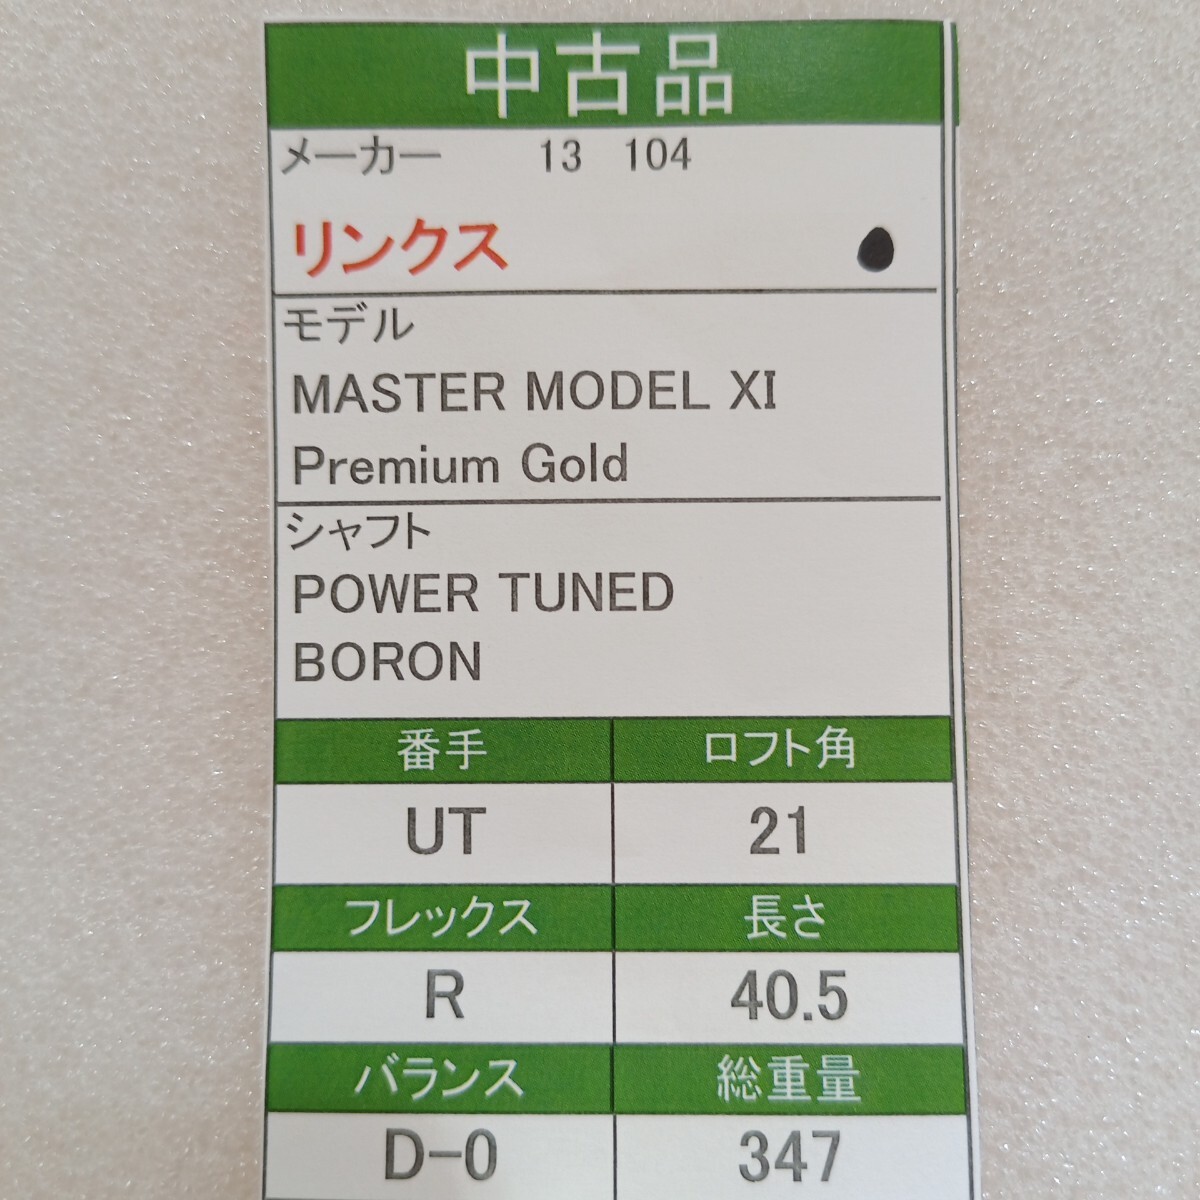 中古品
メーカー 13 104
リンクス
モデル
MASTER MODEL XI
Premium Gold
シャフト
POWER TUNED
BORON
番手 ロフト角
UT 21
フレックス 長さ
R 40.5
バランス 総重量
D-0 347